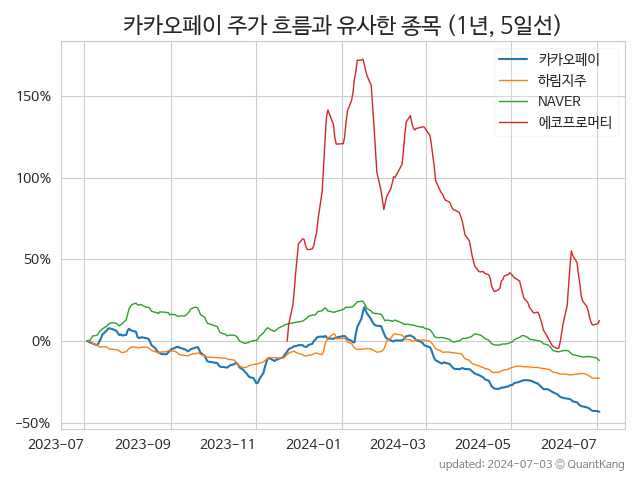 카카오페이 주가 흐름과 유사한 종목 (1년, 5일선)
카카오페이
하림지주
NAVER
에코프로머티
150%
100%
50%
0%
−50%
2023-07 2023-09 2023-11 2024-01 2024-03 2024-05 2024-07
updated: 2024-07-03 © QuantKang